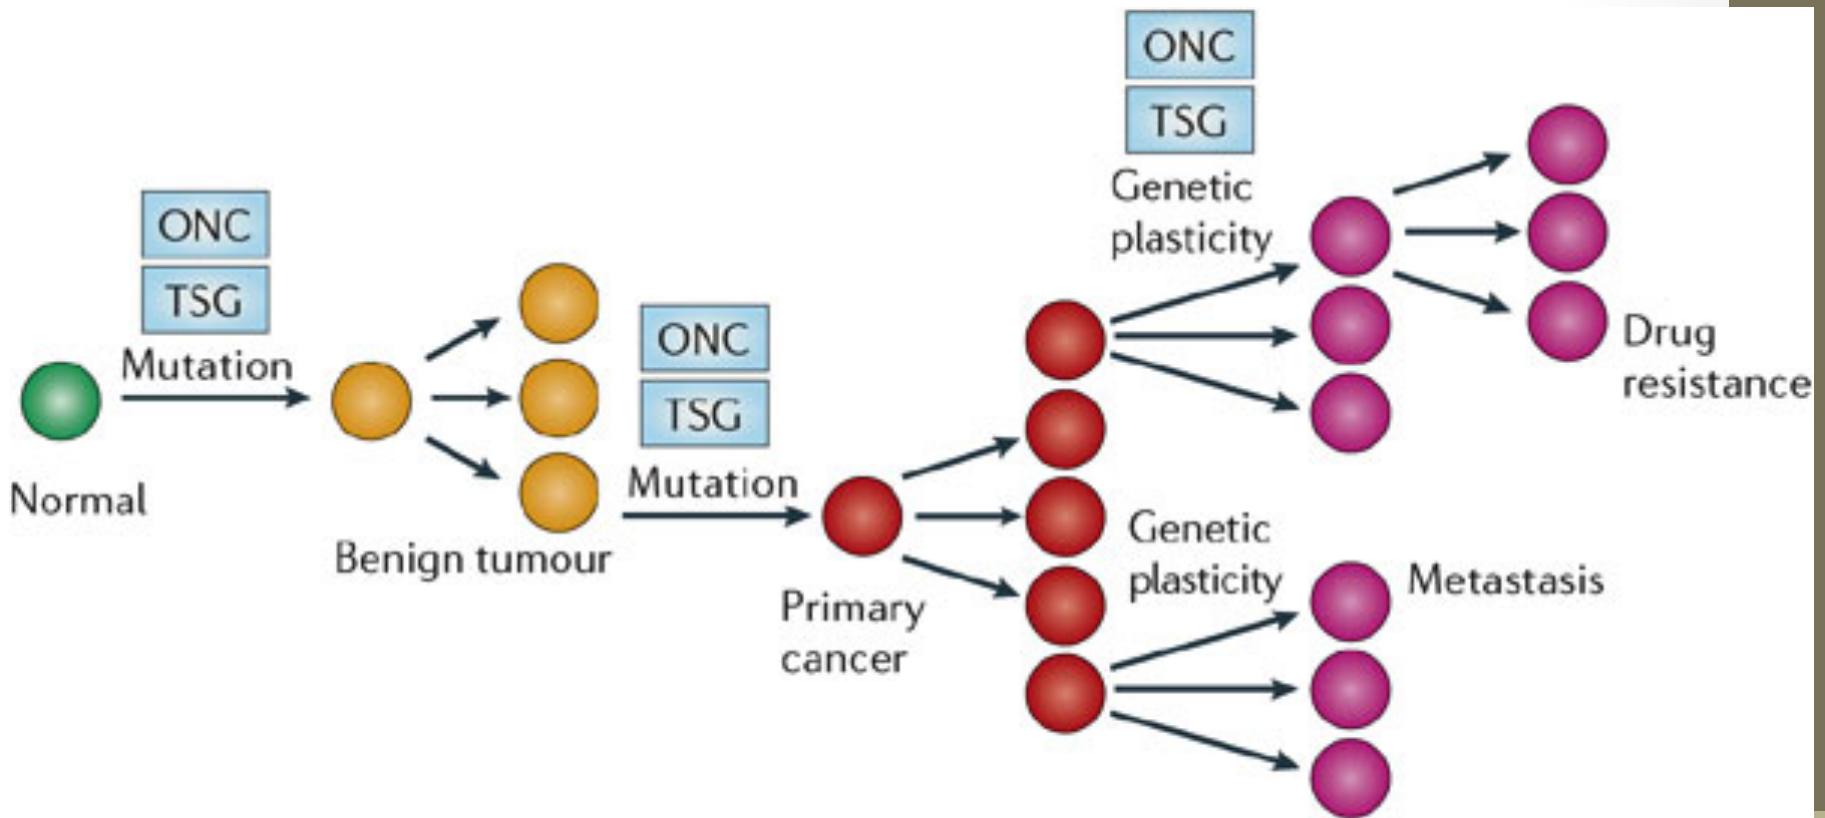 ONC
TSG
Mutation
Normal
Benign tumour
ONC
TSG
Mutation
Primary
cancer
ONC
TSG
Genetic
plasticity
Drug
resistance
Genetic
plasticity
Metastasis